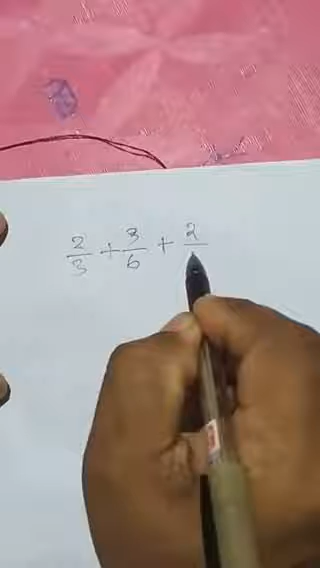 2/3 + 3/6 + 2/